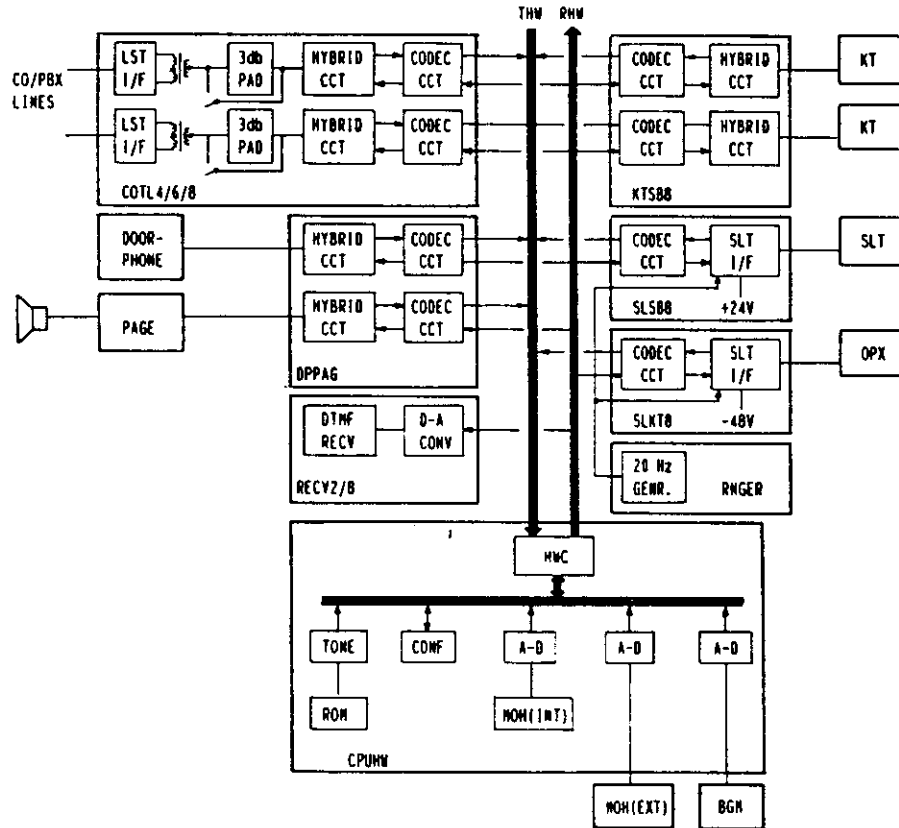 THW RHW
CO/PBX
LINES
LST
I/F
3db
PAD
HYBRID
CCT
CODEC
CCT
LST
I/F
3db
PAD
HYBRID
CCT
CODEC
CCT
COTL4/6/8
CODEC
CCT
HYBRID
CCT
KT
CODEC
CCT
HYBRID
CCT
KT
KTSB8
DOOR-
PHONE
HYBRID
CCT
CODEC
CCT
PAGE
HYBRID
CCT
CODEC
CCT
DPPAG
CODEC
CCT
SLT
I/F
SLT
SLSB8
+24V
CODEC
CCT
SLT
I/F
OPX
SLKT8
-48V
DTMF
RECV
D-A
CONV
RECV2/8
20 Hz
GENR.
RNGER
HWC
TONE
CONF
A-D
A-D
A-D
ROM
MOH(INT)
CPUHW
MOH(EXT)
BGM